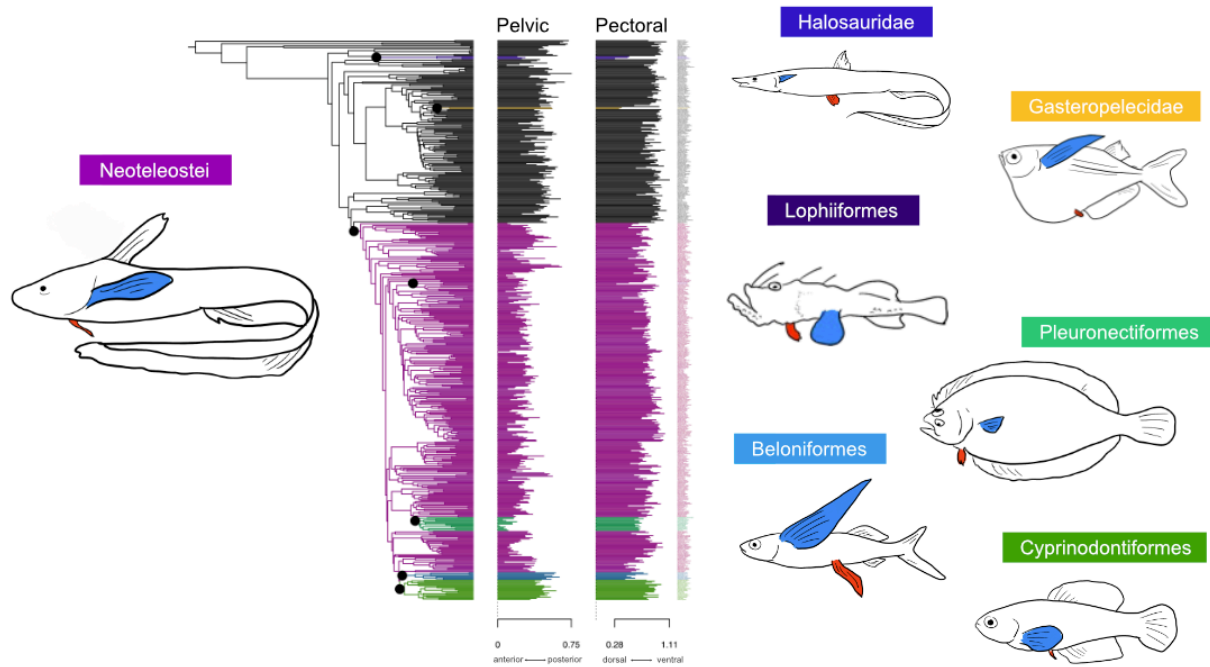 Pelvic
Pectoral
Halosauridae
Gasteropelecidae
Neoteleostei
Lophiiformes
Pleuronectiformes
Beloniformes
Cyprinodontiformes
0 0.75
0.28 1.11
anterior posterior
dorsal ventral